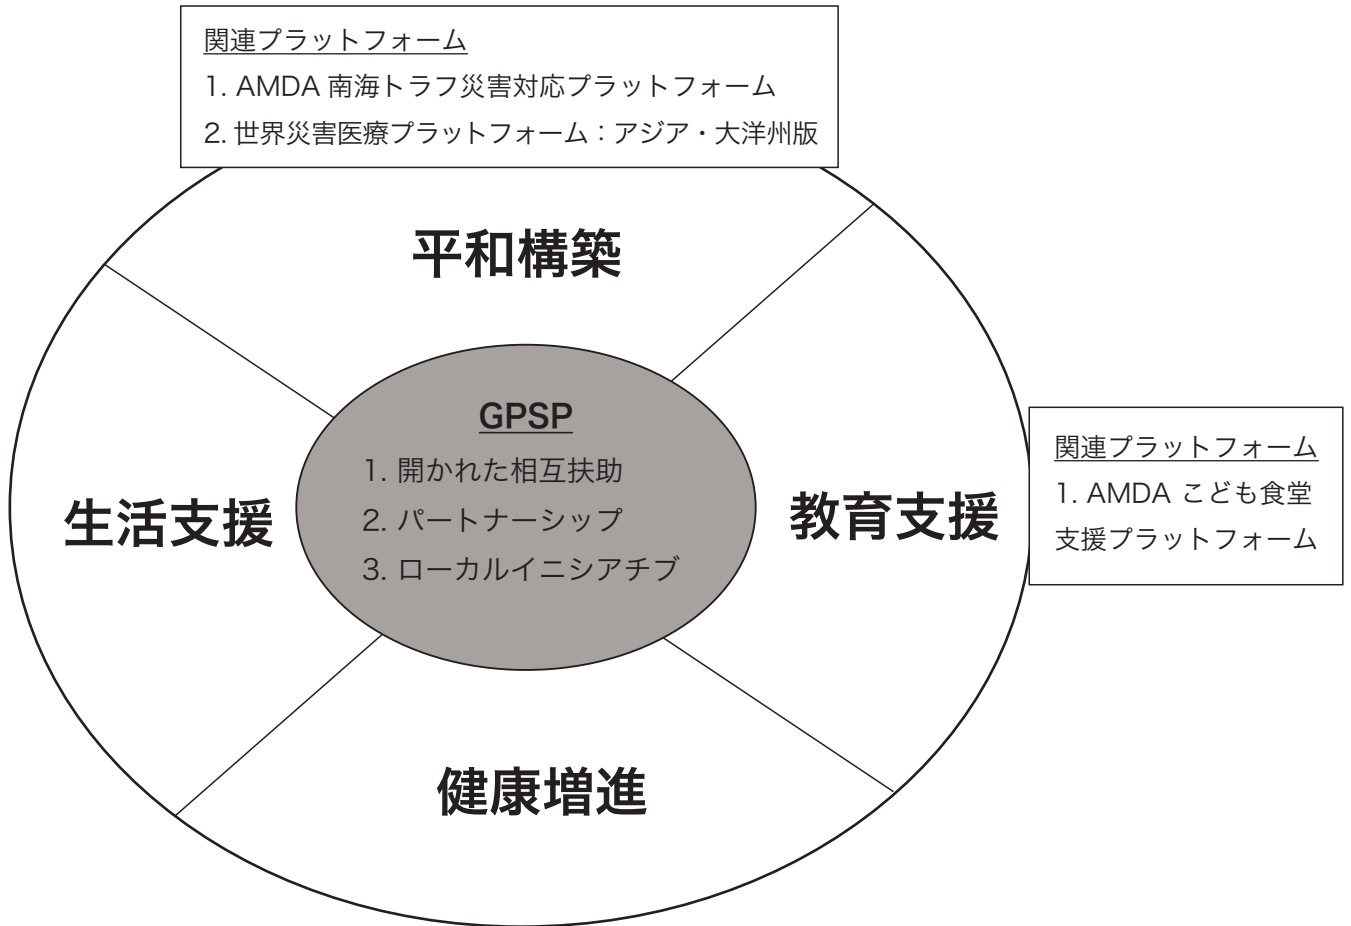 関連プラットフォーム
1. AMDA 南海トラフ災害対応プラットフォーム
2. 世界災害医療プラットフォーム：アジア・大洋州版
平和構築
GPSP
1. 開かれた相互扶助
2. パートナーシップ
3. ローカルイニシアチブ
生活支援
教育支援
関連プラットフォーム
1. AMDA こども食堂
支援プラットフォーム
健康増進